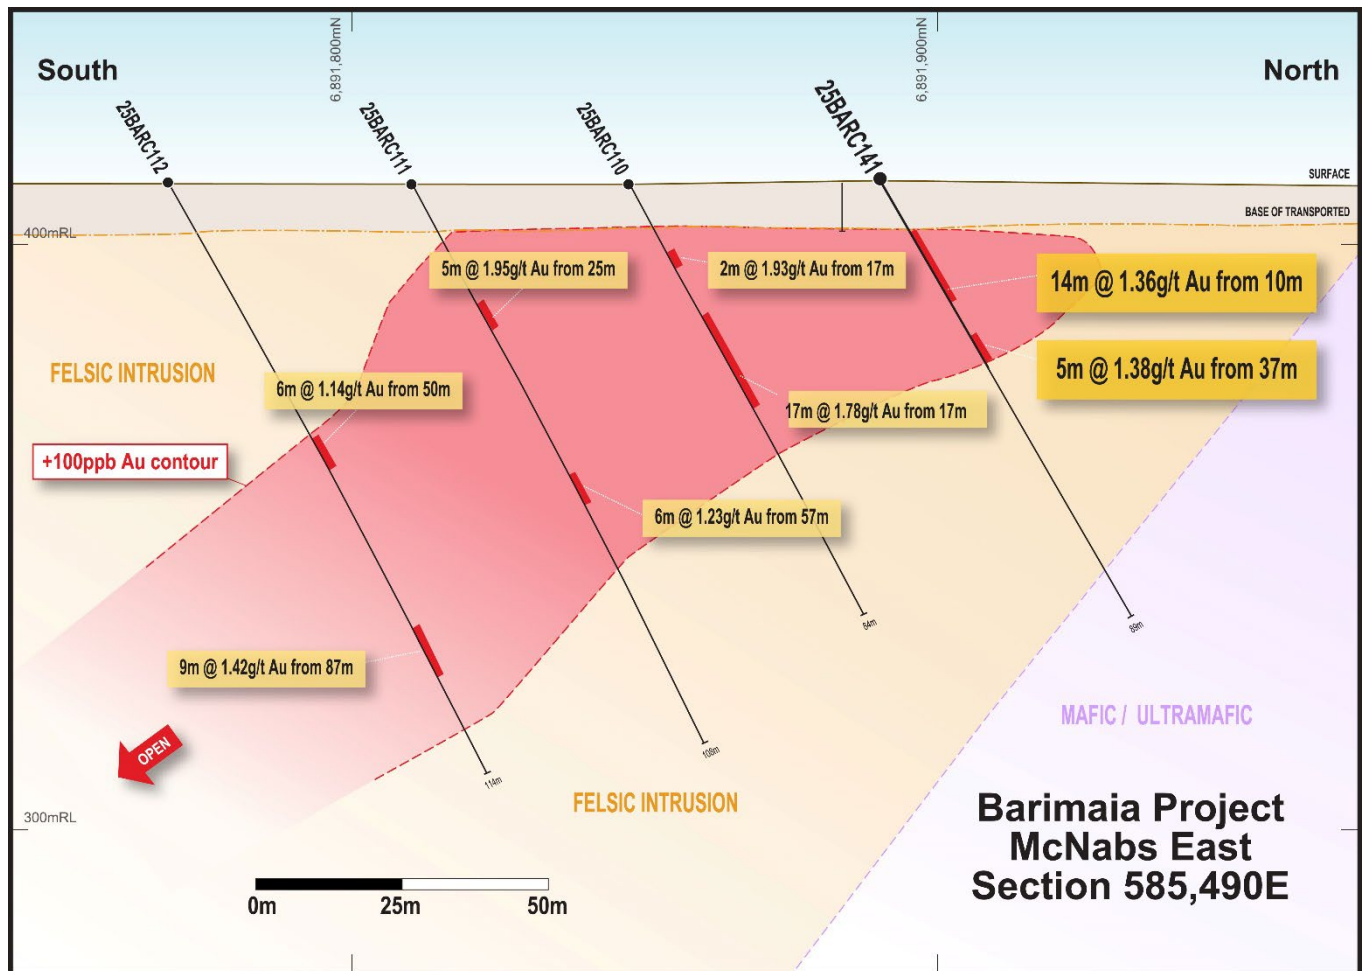 South
6,891,800mN
6,891,900mN
North
25BARC112
25BARC111
25BARC110
25BARC141
SURFACE
BASE OF TRANSPORTED
400mRL
5m @ 1.95g/t Au from 25m
2m @ 1.93g/t Au from 17m
14m @ 1.36g/t Au from 10m
FELSIC INTRUSION
6m @ 1.14g/t Au from 50m
5m @ 1.38g/t Au from 37m
17m @ 1.78g/t Au from 17m
+100ppb Au contour
6m @ 1.23g/t Au from 57m
9m @ 1.42g/t Au from 87m
89m
MAFIC / ULTRAMAFIC
OPEN
108m
114m
FELSIC INTRUSION
300mRL
Barimaia Project
McNabs East
Section 585,490E
0m 25m 50m